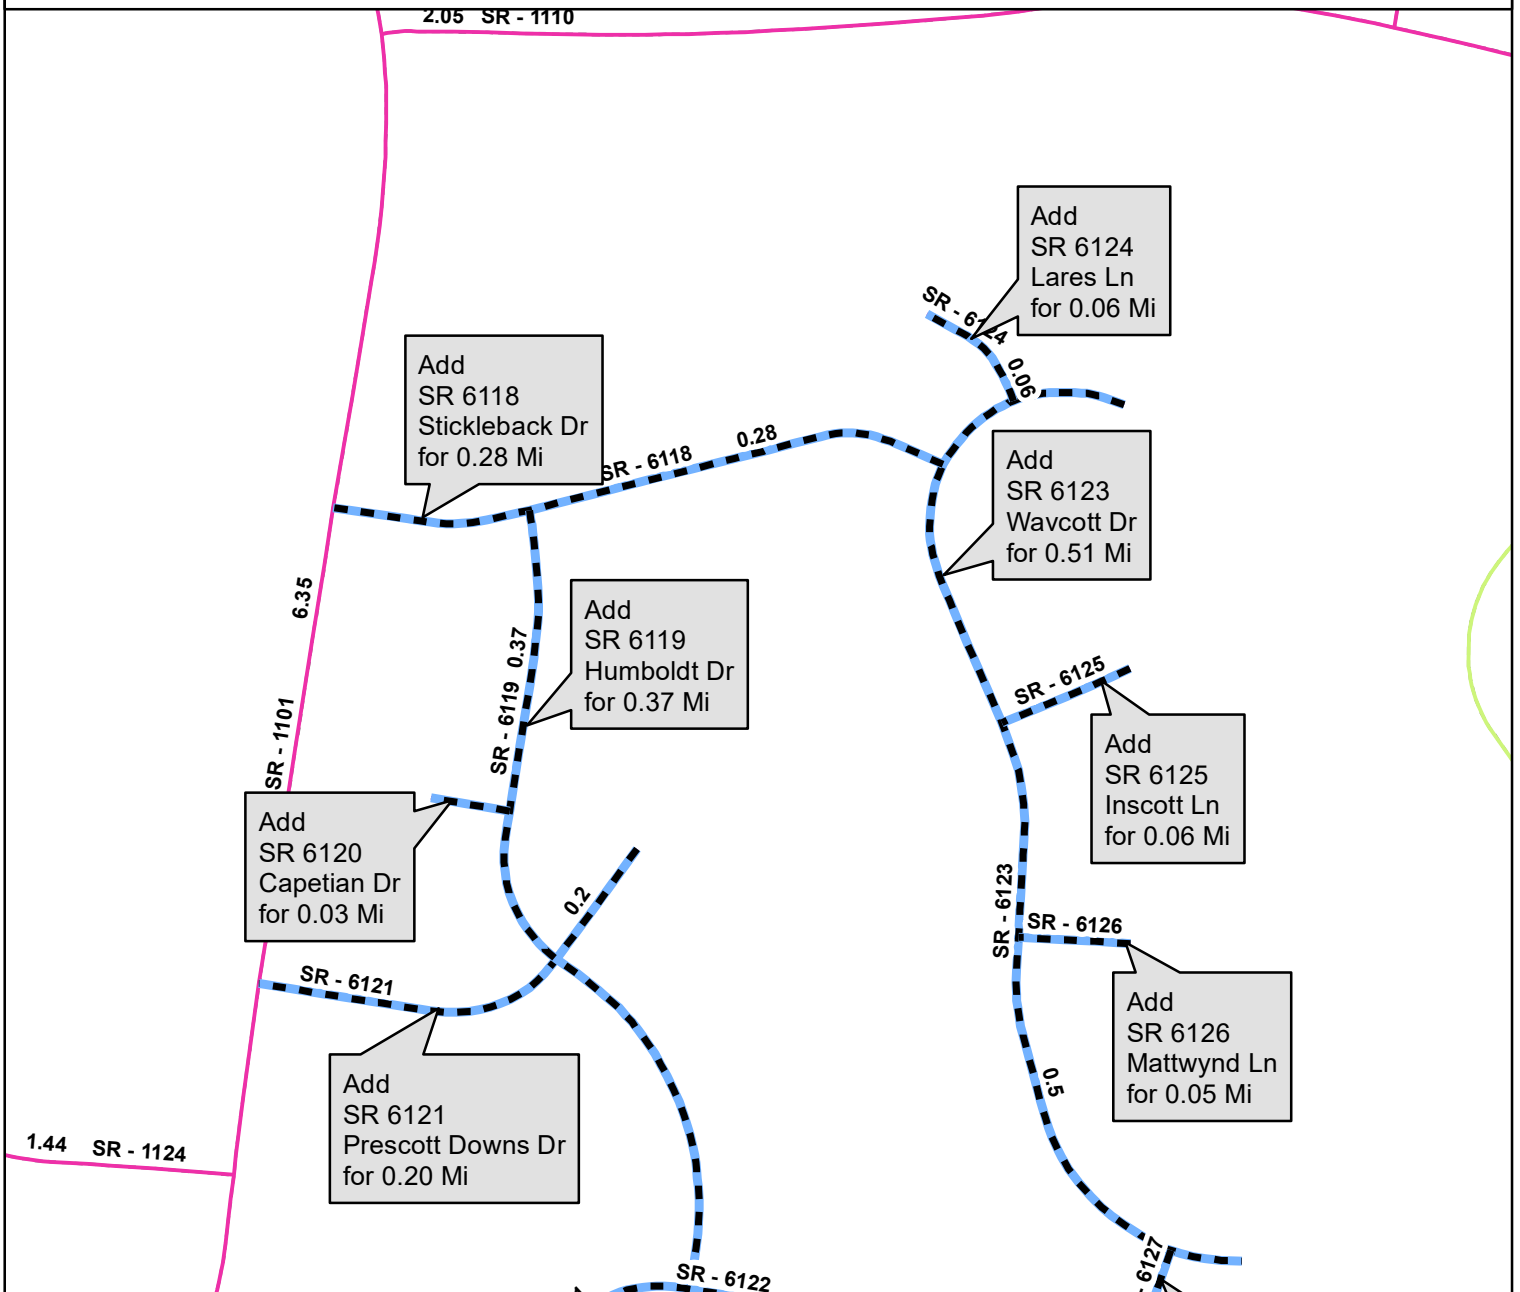 2.05 SR - 1110
Add
SR 6124
Lares Ln
for 0.06 Mi
SR - 6124 0.06
Add
SR 6118
Stickleback Dr
for 0.28 Mi
SR - 6118 0.28
Add
SR 6123
Wavcott Dr
for 0.51 Mi
6.35
SR - 1101
Add
SR 6119
Humboldt Dr
for 0.37 Mi
SR - 6119 0.37
SR - 6125
Add
SR 6125
Inscott Ln
for 0.06 Mi
Add
SR 6120
Capetian Dr
for 0.03 Mi
0.2
SR - 6123
SR - 6126
SR - 6121
Add
SR 6126
Mattwynd Ln
for 0.05 Mi
Add
SR 6121
Prescott Downs Dr
for 0.20 Mi
0.5
1.44 SR - 1124
SR - 6122
- 6127